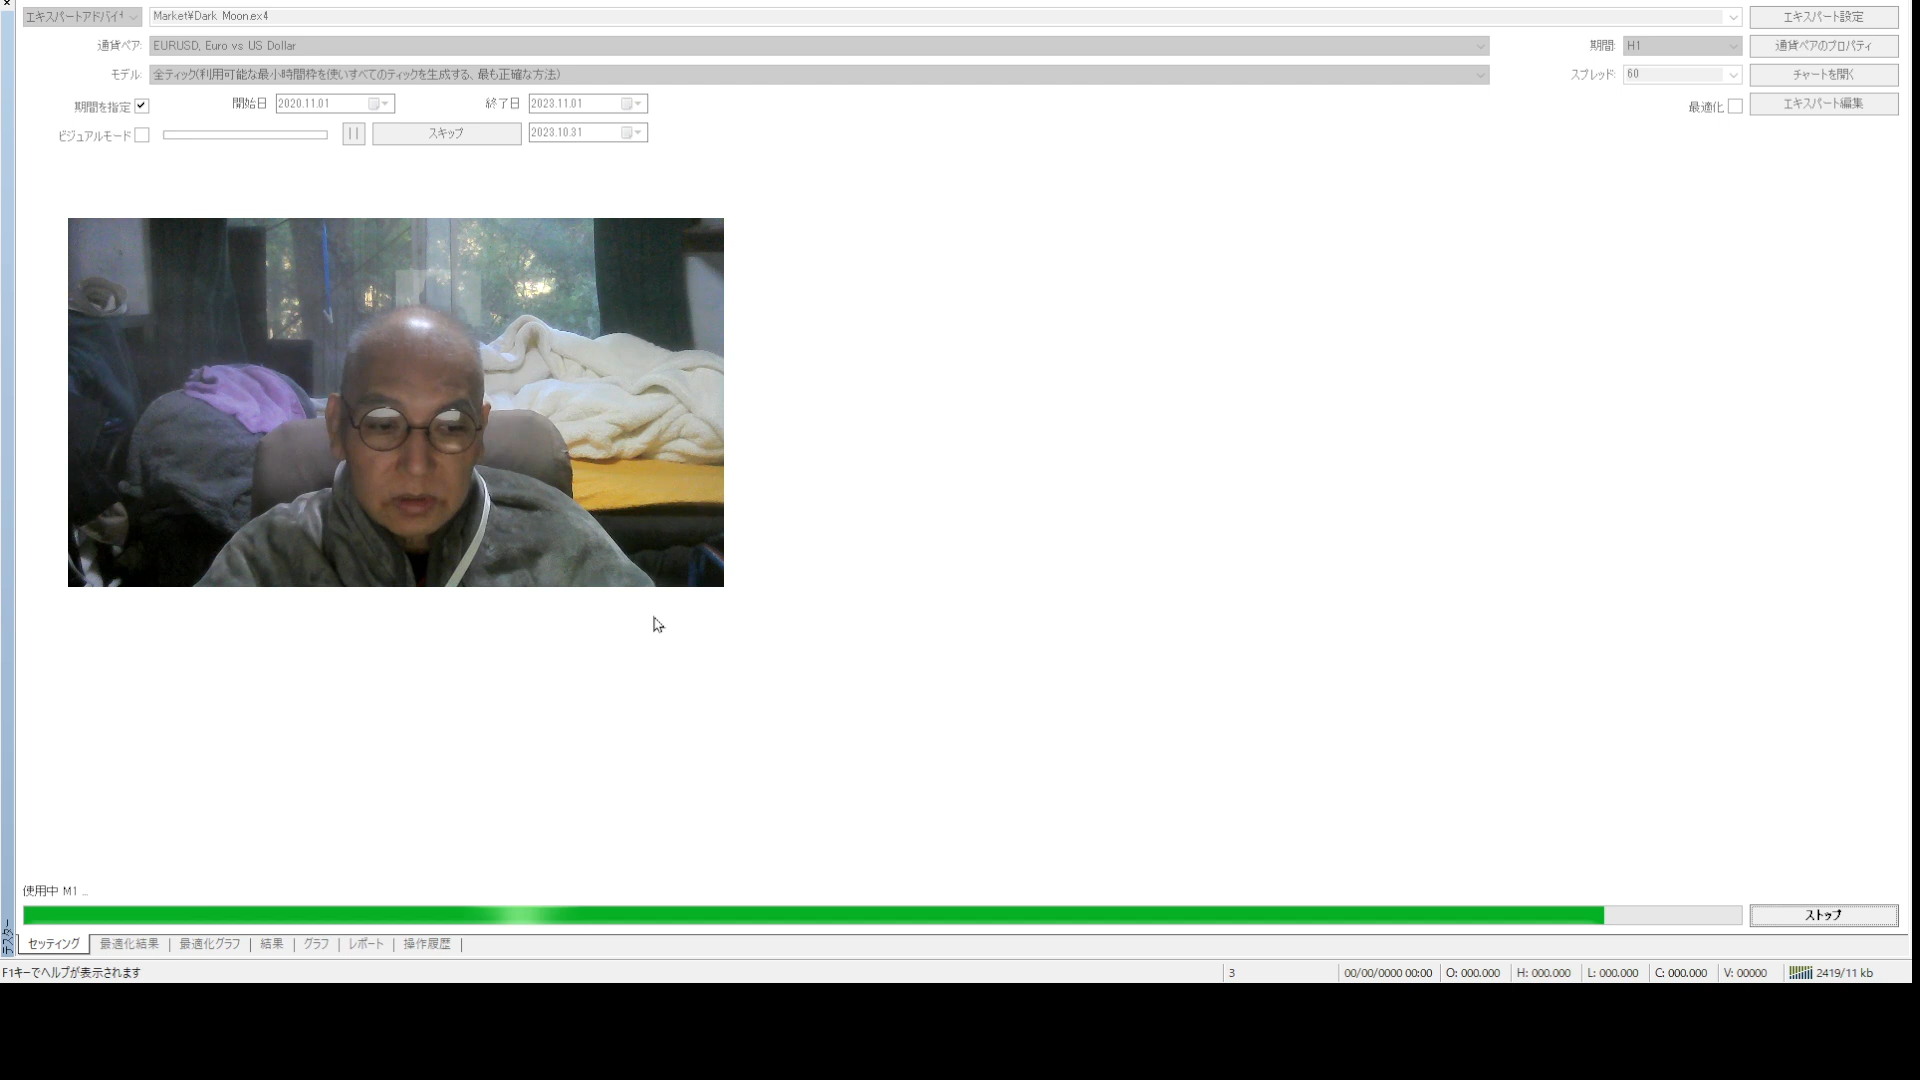 エキスパートアドバイザ Market¥Dark Moon.ex4 エキスパート設定
通貨ペア: EURUSD, Euro vs US Dollar 期間: H1 通貨ペアのプロパティ
モデル: 全ティック(利用可能な最小時間枠を使いすべてのティックを生成する、最も正確な方法) スプレッド: 60 チャートを開く
期間を指定 開始日 2020.11.01 終了日 2023.11.01 最適化 エキスパート編集
ビジュアルモード スキップ 2023.10.31
使用中 M1 ...
ストップ
テスター
セッティング 最適化結果 最適化グラフ 結果 グラフ レポート 操作履歴
F1キーでヘルプが表示されます 3 00/00/0000 00:00 O: 000.000 H: 000.000 L: 000.000 C: 000.000 V: 00000 2419/11 kb